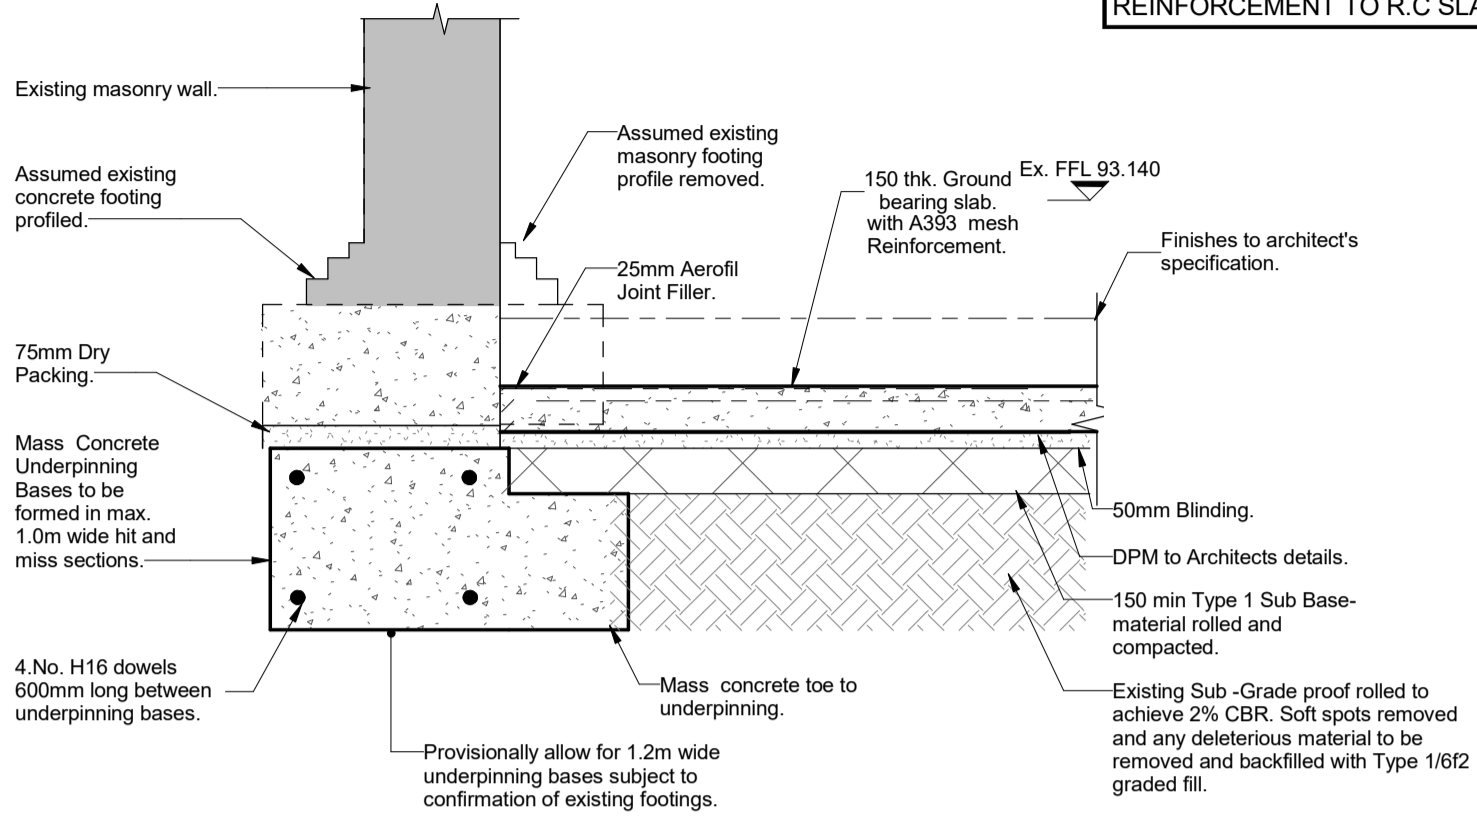 REINFORCEMENT TO R.C SLA
Existing masonry wall.
Assumed existing
concrete footing
profiled.
75mm Dry
Packing.
Mass Concrete
Underpinning
Bases to be
formed in max.
1.0m wide hit and
miss sections.
4.No. H16 dowels
600mm long between
underpinning bases.
Assumed existing
masonry footing
profile removed.
25mm Aerofil
Joint Filler.
150 thk. Ground
bearing slab.
with A393 mesh
Reinforcement.
Ex. FFL 93.140
Finishes to architect's
specification.
50mm Blinding.
DPM to Architects details.
150 min Type 1 Sub Base-
material rolled and
compacted.
Existing Sub -Grade proof rolled to
achieve 2% CBR. Soft spots removed
and any deleterious material to be
removed and backfilled with Type 1/6f2
graded fill.
Mass concrete toe to
underpinning.
Provisionally allow for 1.2m wide
underpinning bases subject to
confirmation of existing footings.